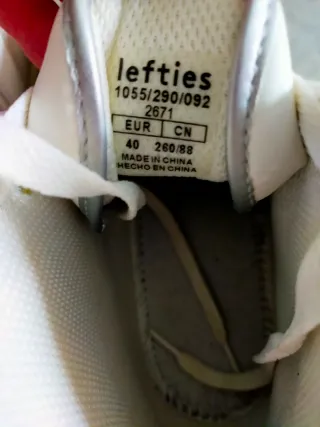 lefties
1055/290/092
2671
EUR CN
40 260/88
MADE IN CHINA
HECHO EN CHINA